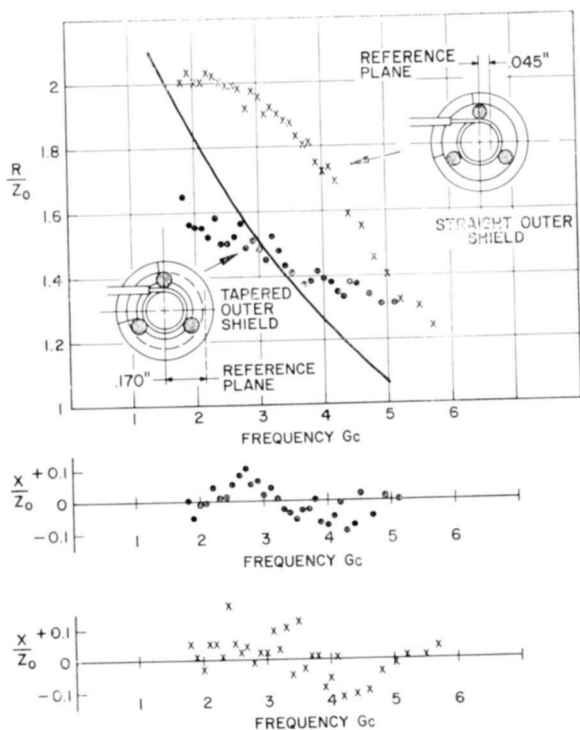 REFERENCE
PLANE
.045"
2
1.8
R
Z0
1.6
1.4
1.2
1
STRAIGHT OUTER
SHIELD
TAPERED
OUTER
SHIELD
.170"
REFERENCE
PLANE
1 2 3 4 5 6
FREQUENCY Gc
X
Z0
+0.1
0
-0.1
1 2 3 4 5 6
FREQUENCY Gc
X
Z0
+0.1
0
-0.1
1 2 3 4 5 6
FREQUENCY Gc